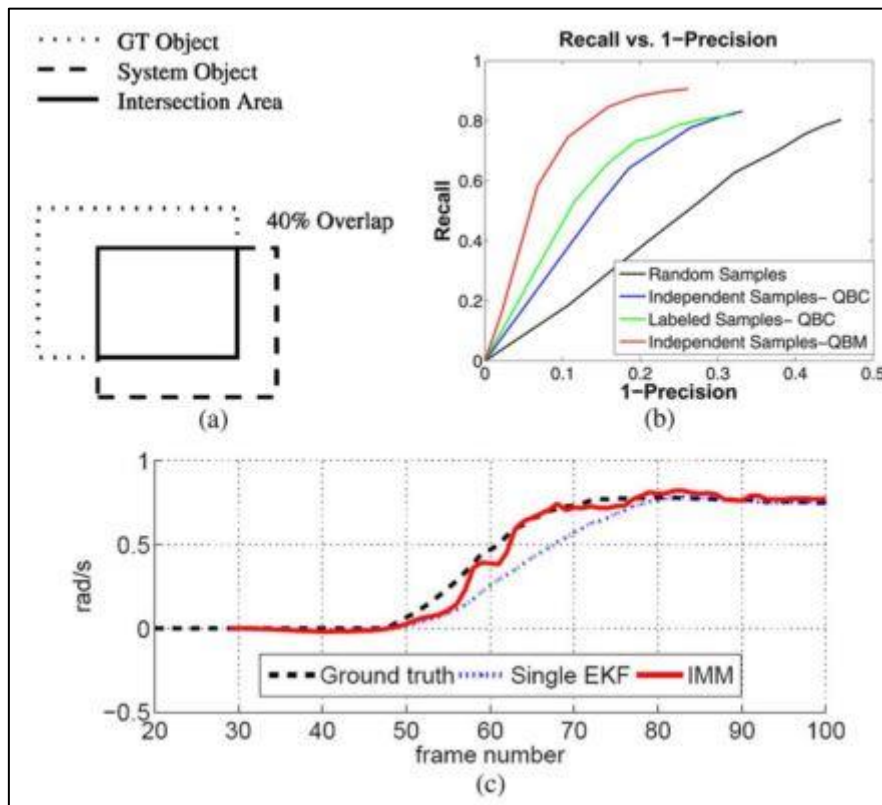 GT Object
System Object
Intersection Area
40% Overlap
(a)
Recall vs. 1−Precision
1
0.8
0.6
0.4
0.2
0
Recall
Random Samples
Independent Samples− QBC
Labeled Samples− QBC
Independent Samples−QBM
0 0.1 0.2 0.3 0.4 0.5
1−Precision
(b)
1
0.5
0
-0.5
rad/s
Ground truth Single EKF IMM
20 30 40 50 60 70 80 90 100
frame number
(c)